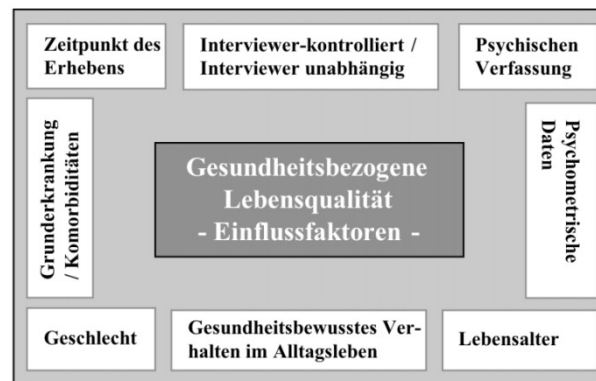 Zeitpunkt des
Erhebens
Interviewer-kontrolliert /
Interviewer unabhängig
Psychischen
Verfassung
Grunderkrankung
/ Komorbiditäten
Gesundheitsbezogene
Lebensqualität
- Einflussfaktoren -
Psychometrische
Daten
Geschlecht
Gesundheitsbewusstes Ver-
halten im Alltagsleben
Lebensalter